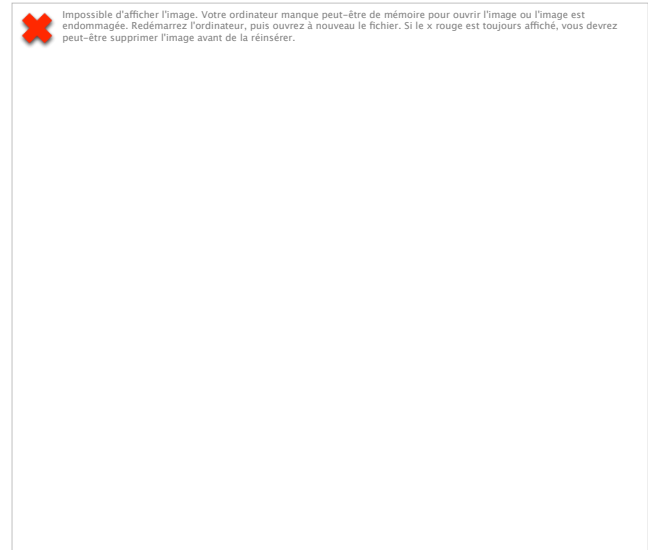 Impossible d'afficher l'image. Votre ordinateur manque peut-être de mémoire pour ouvrir l'image ou l'image est
endommagée. Redémarrez l'ordinateur, puis ouvrez à nouveau le fichier. Si le x rouge est toujours affiché, vous devrez
peut-être supprimer l'image avant de la réinsérer.